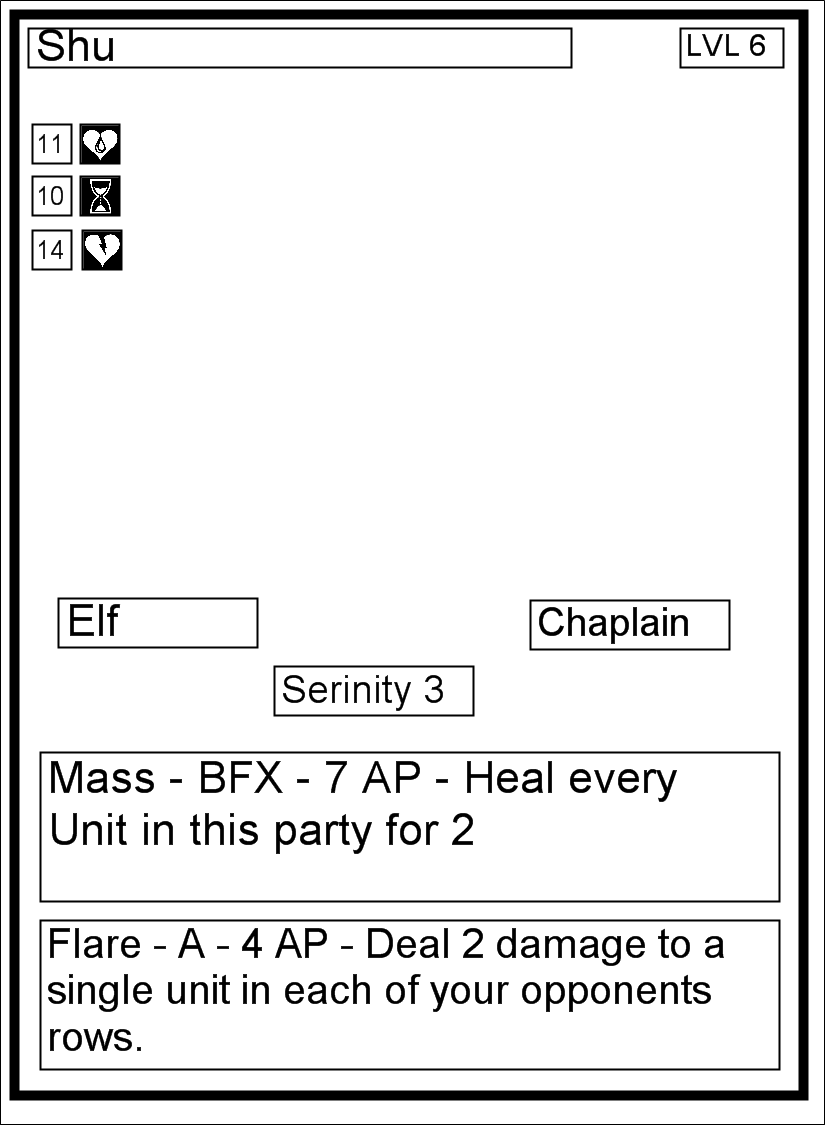 Shu
LVL 6
11
10
14
Elf
Chaplain
Serinity 3
Mass - BFX - 7 AP - Heal every
Unit in this party for 2
Flare - A - 4 AP - Deal 2 damage to a
single unit in each of your opponents
rows.